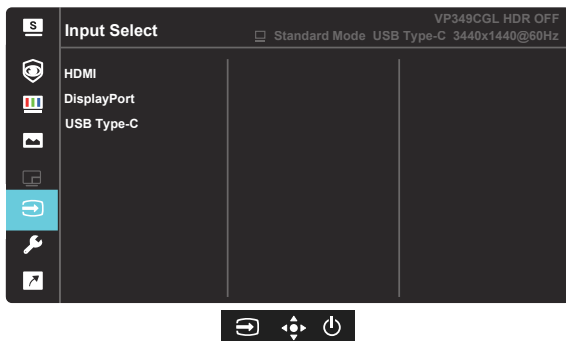 S
Input Select
VP349CGL HDR OFF
Standard Mode USB Type-C 3440x1440@60Hz
HDMI
DisplayPort
USB Type-C